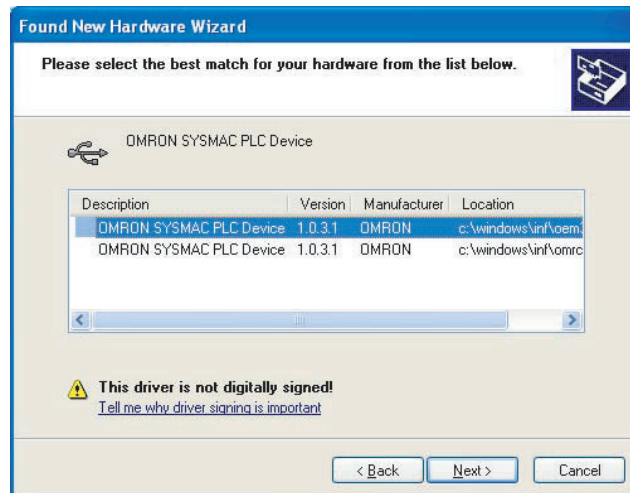 Found New Hardware Wizard
Please select the best match for your hardware from the list below.
OMRON SYSMAC PLC Device
Description Version Manufacturer Location
OMRON SYSMAC PLC Device 1.0.3.1 OMRON c:\windows\inf\oem
OMRON SYSMAC PLC Device 1.0.3.1 OMRON c:\windows\inf\omrc
This driver is not digitally signed!
Tell me why driver signing is important
< Back Next > Cancel